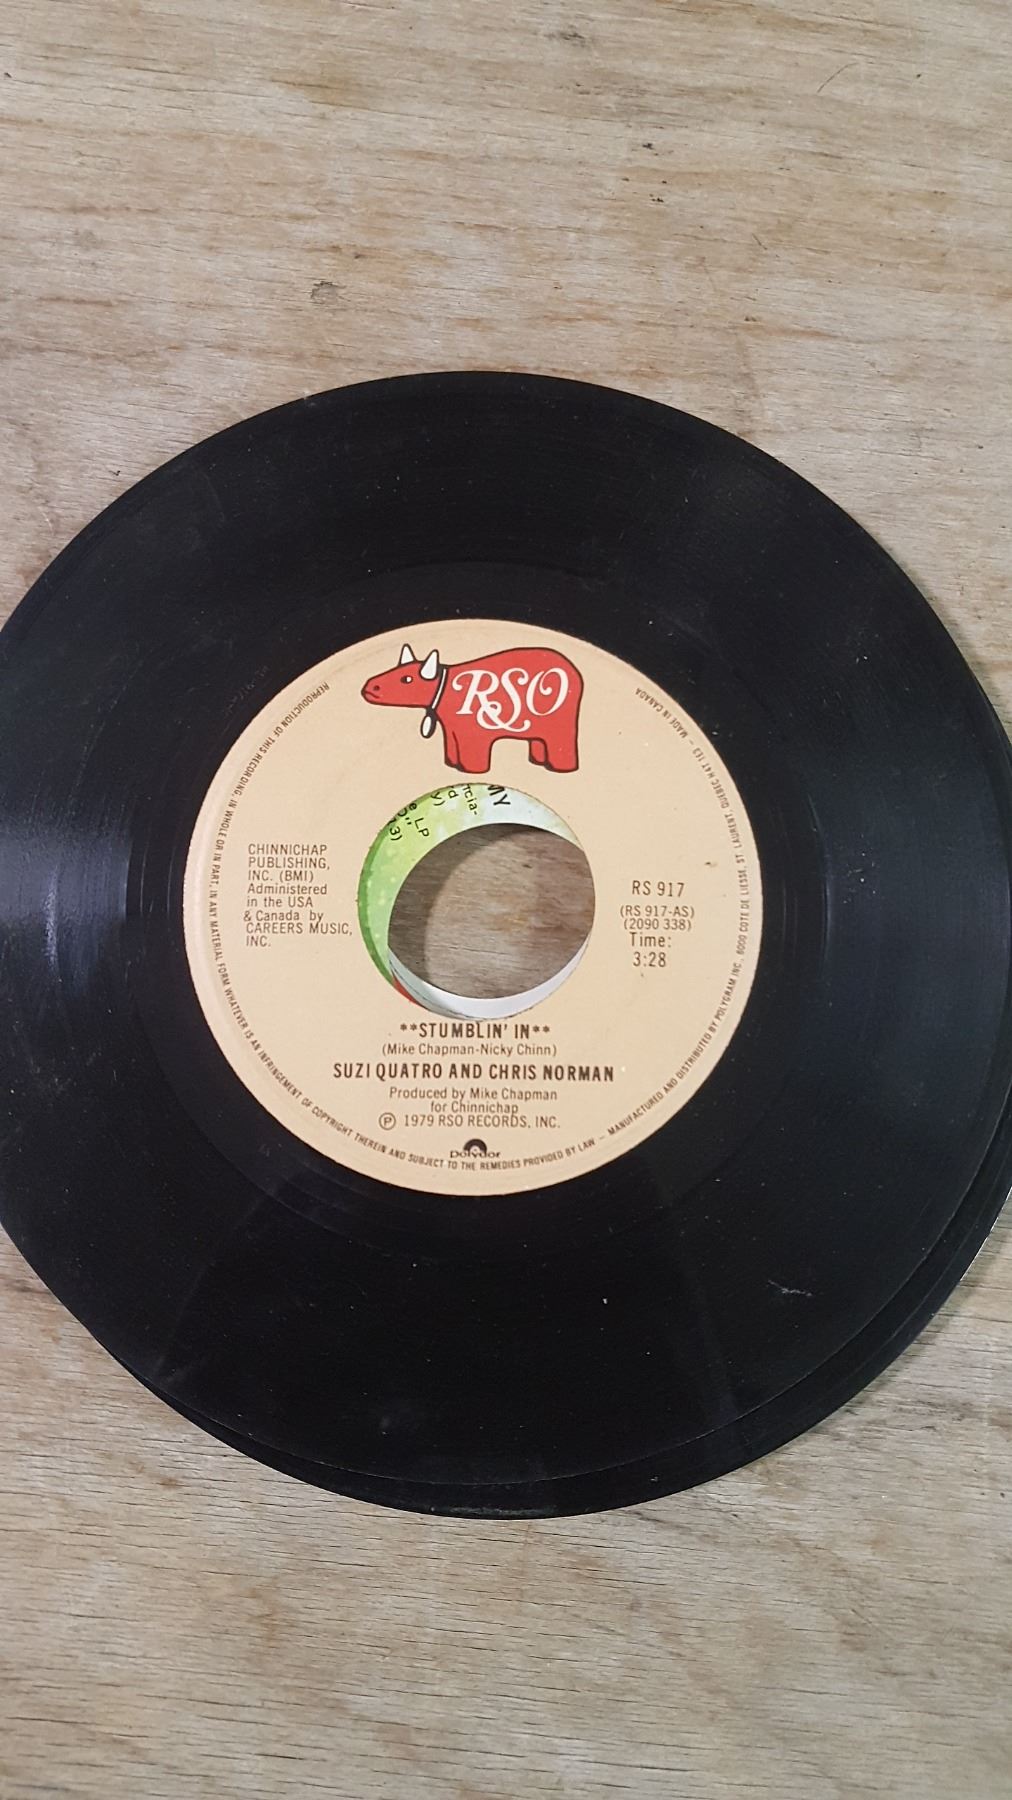 RSO
CHINNICHAP
PUBLISHING,
INC. (BMI)
Administered
in the USA
& Canada by
CAREERS MUSIC,
INC.
RS 917
(RS 917-AS)
(2090 338)
Time:
3:28
**STUMBLIN' IN**
(Mike Chapman-Nicky Chinn)
SUZI QUATRO AND CHRIS NORMAN
Produced by Mike Chapman
for Chinnichap
℗ 1979 RSO RECORDS, INC.
Polydor
REPRODUCTION OF THIS RECORDING, IN WHOLE OR IN PART, IN ANY MATERIAL FORM WHATEVER IS AN INFRINGEMENT OF COPYRIGHT THEREIN AND SUBJECT TO THE REMEDIES PROVIDED BY LAW — MANUFACTURED AND DISTRIBUTED BY POLYGRAM INC. 6000 COTE DE LIESSE, ST LAURENT, QUEBEC H4T 1E3 — MADE IN CANADA
LP